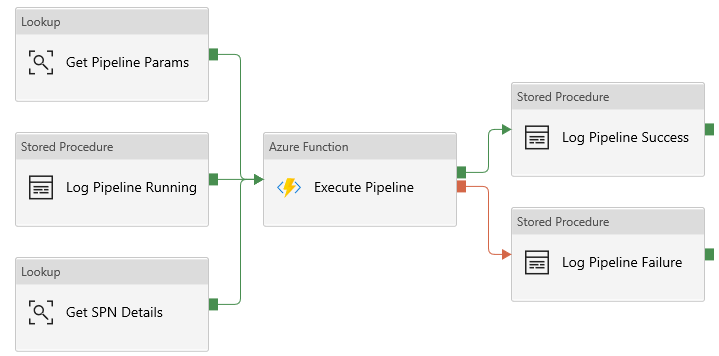 Lookup
Get Pipeline Params
Stored Procedure
Log Pipeline Running
Lookup
Get SPN Details
Azure Function
Execute Pipeline
Stored Procedure
Log Pipeline Success
Stored Procedure
Log Pipeline Failure